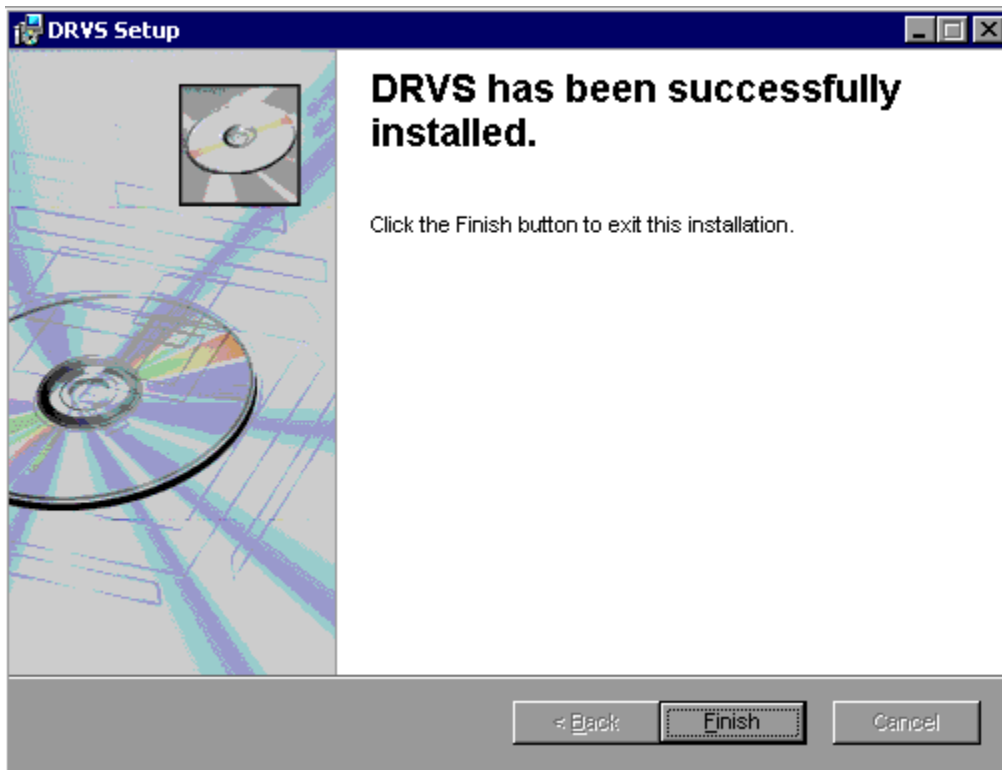 DRVS Setup
DRVS has been successfully
installed.
Click the Finish button to exit this installation.
< Back
Finish
Cancel